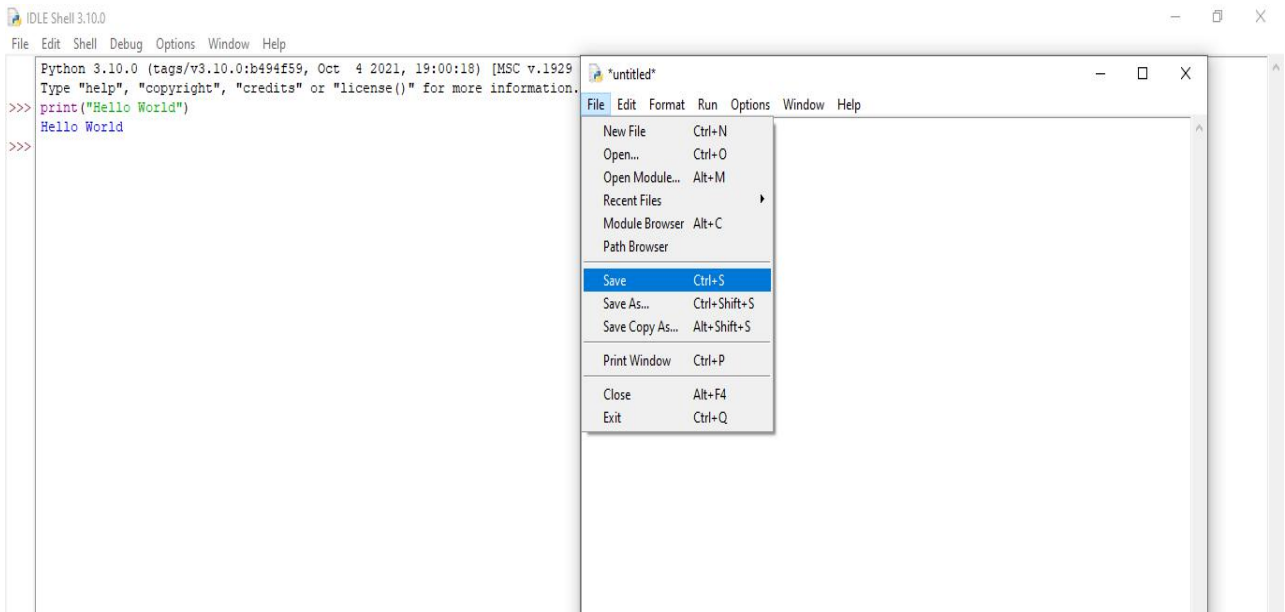 IDLE Shell 3.10.0
File Edit Shell Debug Options Window Help
Python 3.10.0 (tags/v3.10.0:b494f59, Oct  4 2021, 19:00:18) [MSC v.1929
Type "help", "copyright", "credits" or "license()" for more information.
>>> print("Hello World")
Hello World
>>>
*untitled*
File Edit Format Run Options Window Help
New File Ctrl+N
Open... Ctrl+O
Open Module... Alt+M
Recent Files
Module Browser Alt+C
Path Browser
Save Ctrl+S
Save As... Ctrl+Shift+S
Save Copy As... Alt+Shift+S
Print Window Ctrl+P
Close Alt+F4
Exit Ctrl+Q